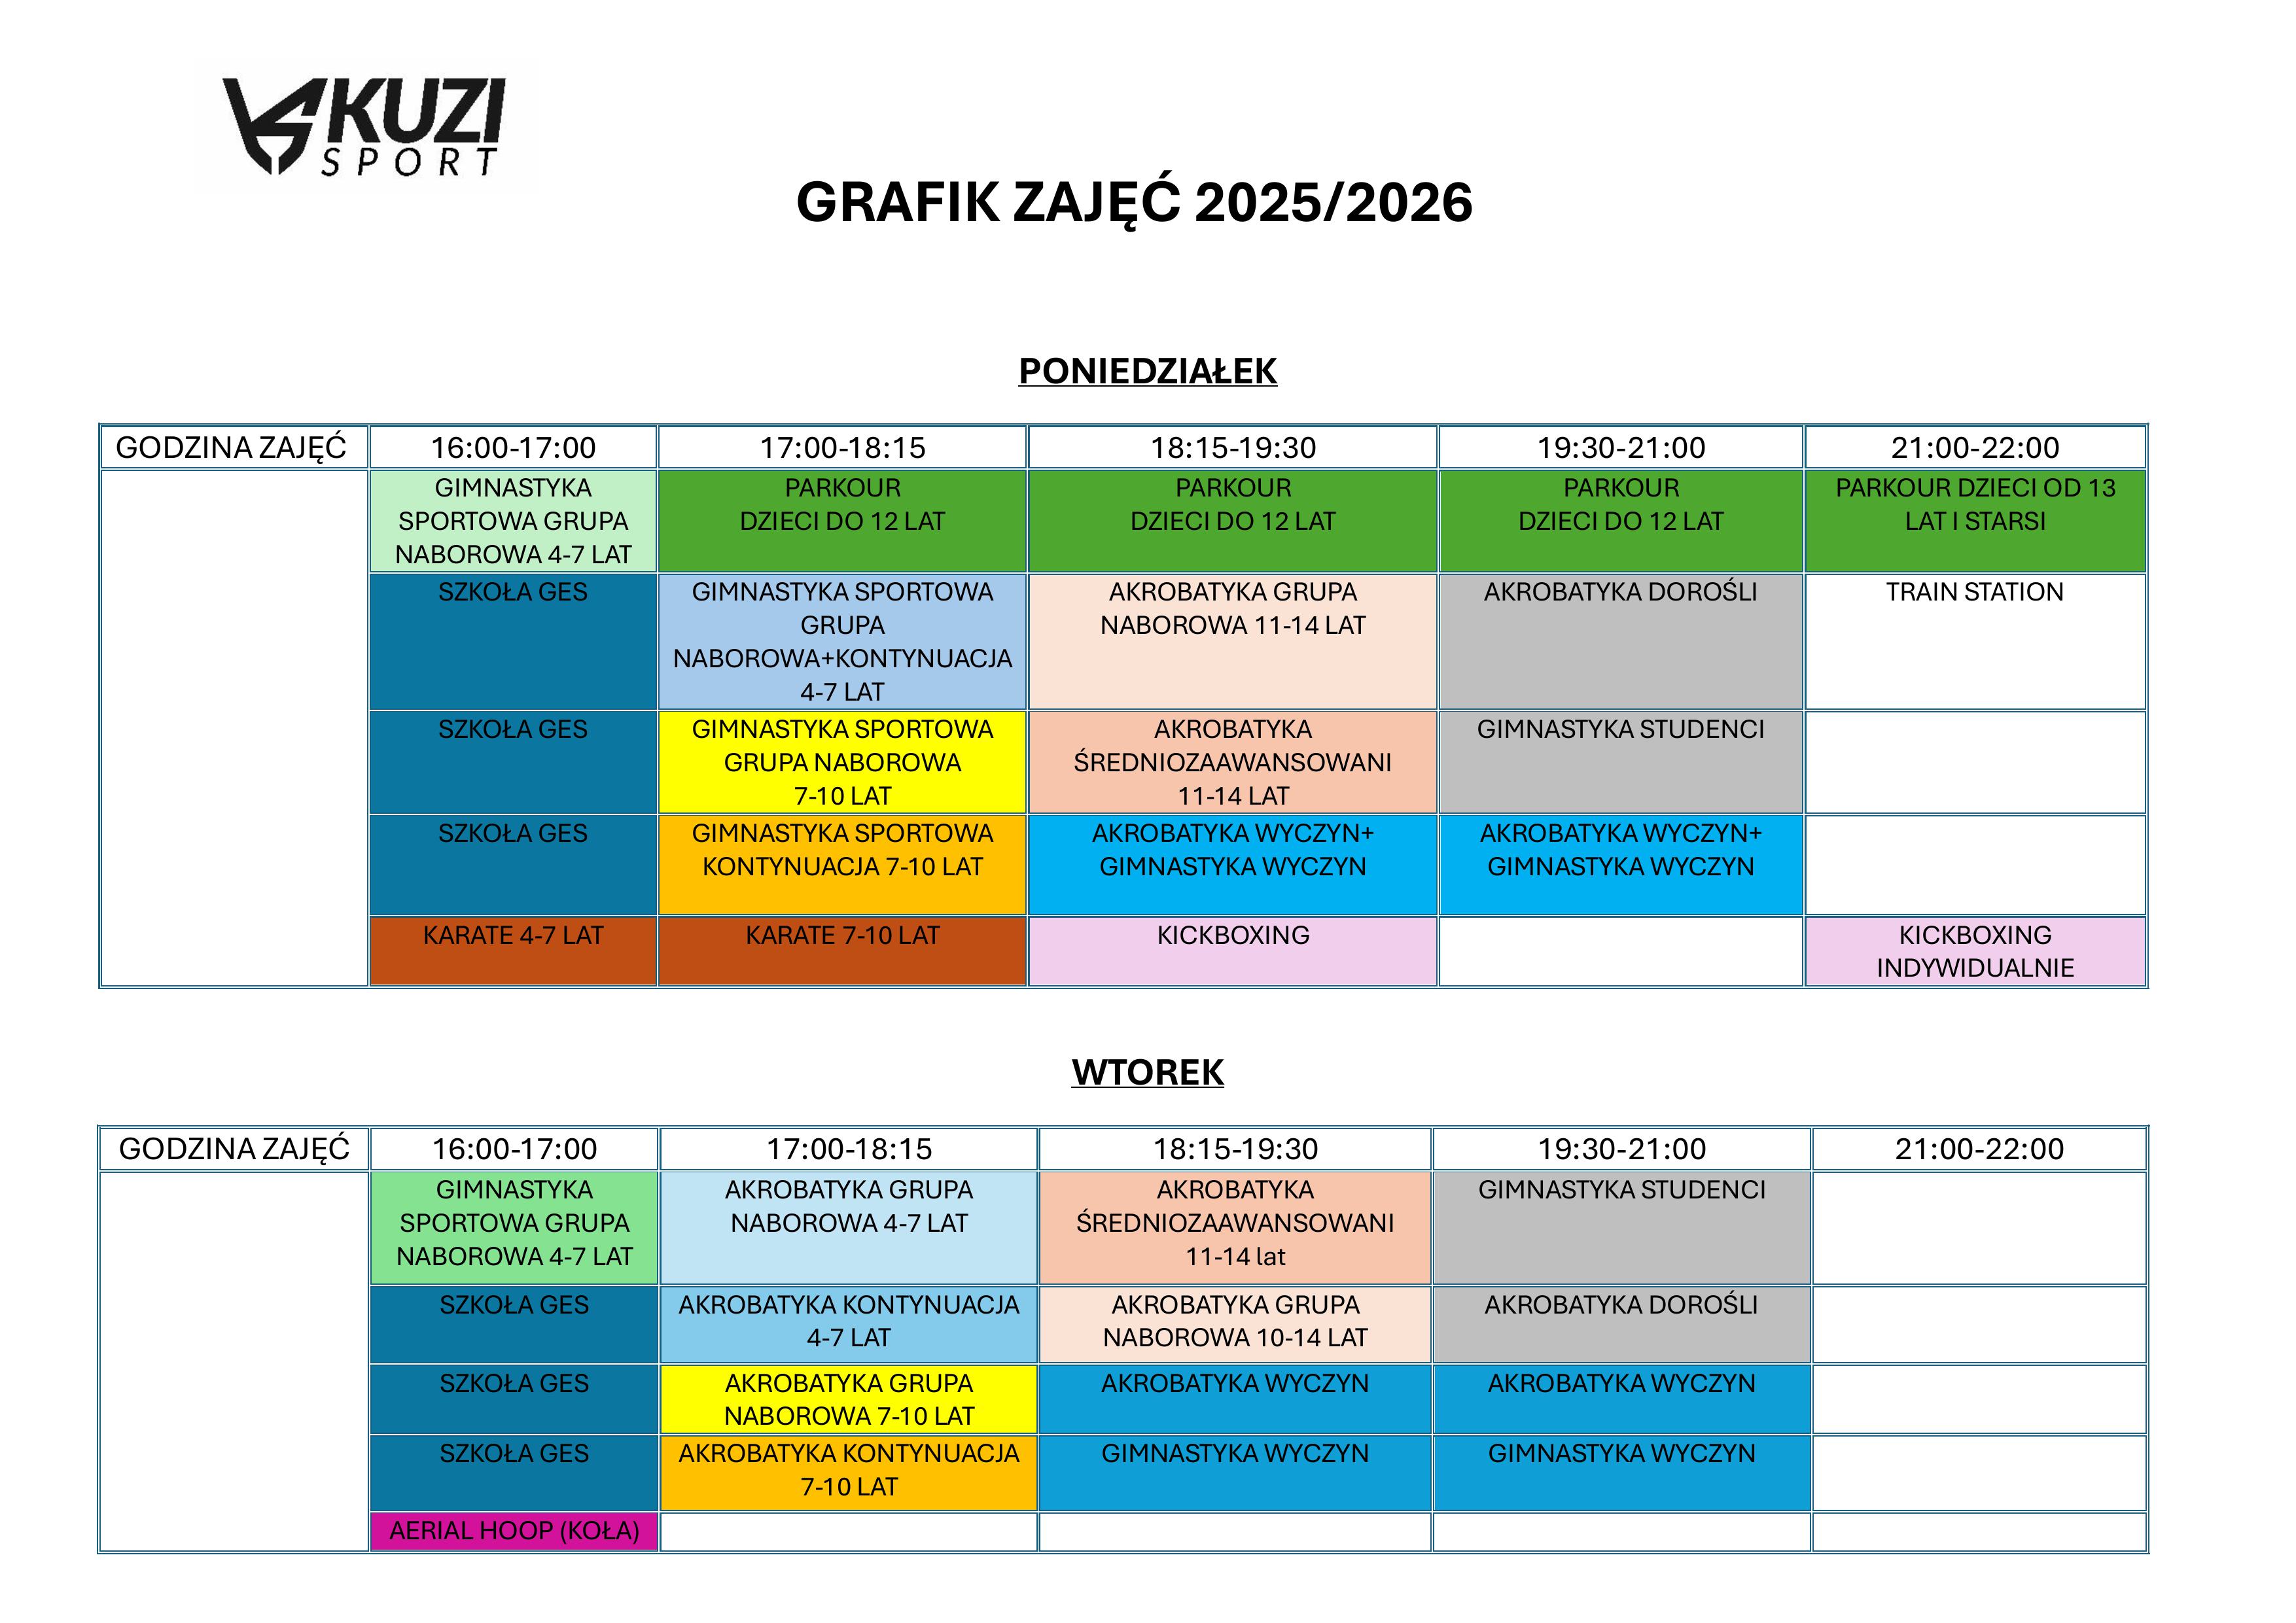 KUZI
SPORT
GRAFIK ZAJĘĆ 2025/2026
PONIEDZIAŁEK
GODZINA ZAJĘĆ 16:00-17:00 17:00-18:15 18:15-19:30 19:30-21:00 21:00-22:00
GIMNASTYKA
SPORTOWA GRUPA
NABOROWA 4-7 LAT
PARKOUR
DZIECI DO 12 LAT
PARKOUR
DZIECI DO 12 LAT
PARKOUR
DZIECI DO 12 LAT
PARKOUR DZIECI OD 13
LAT I STARSI
SZKOŁA GES
GIMNASTYKA SPORTOWA
GRUPA
NABOROWA+KONTYNUACJA
4-7 LAT
AKROBATYKA GRUPA
NABOROWA 11-14 LAT
AKROBATYKA DOROŚLI
TRAIN STATION
SZKOŁA GES
GIMNASTYKA SPORTOWA
GRUPA NABOROWA
7-10 LAT
AKROBATYKA
ŚREDNIOZAAWANSOWANI
11-14 LAT
GIMNASTYKA STUDENCI
SZKOŁA GES
GIMNASTYKA SPORTOWA
KONTYNUACJA 7-10 LAT
AKROBATYKA WYCZYN+
GIMNASTYKA WYCZYN
AKROBATYKA WYCZYN+
GIMNASTYKA WYCZYN
KARATE 4-7 LAT
KARATE 7-10 LAT
KICKBOXING
KICKBOXING
INDYWIDUALNIE
WTOREK
GODZINA ZAJĘĆ 16:00-17:00 17:00-18:15 18:15-19:30 19:30-21:00 21:00-22:00
GIMNASTYKA
SPORTOWA GRUPA
NABOROWA 4-7 LAT
AKROBATYKA GRUPA
NABOROWA 4-7 LAT
AKROBATYKA
ŚREDNIOZAAWANSOWANI
11-14 lat
GIMNASTYKA STUDENCI
SZKOŁA GES
AKROBATYKA KONTYNUACJA
4-7 LAT
AKROBATYKA GRUPA
NABOROWA 10-14 LAT
AKROBATYKA DOROŚLI
SZKOŁA GES
AKROBATYKA GRUPA
NABOROWA 7-10 LAT
AKROBATYKA WYCZYN
AKROBATYKA WYCZYN
SZKOŁA GES
AKROBATYKA KONTYNUACJA
7-10 LAT
GIMNASTYKA WYCZYN
GIMNASTYKA WYCZYN
AERIAL HOOP (KOŁA)